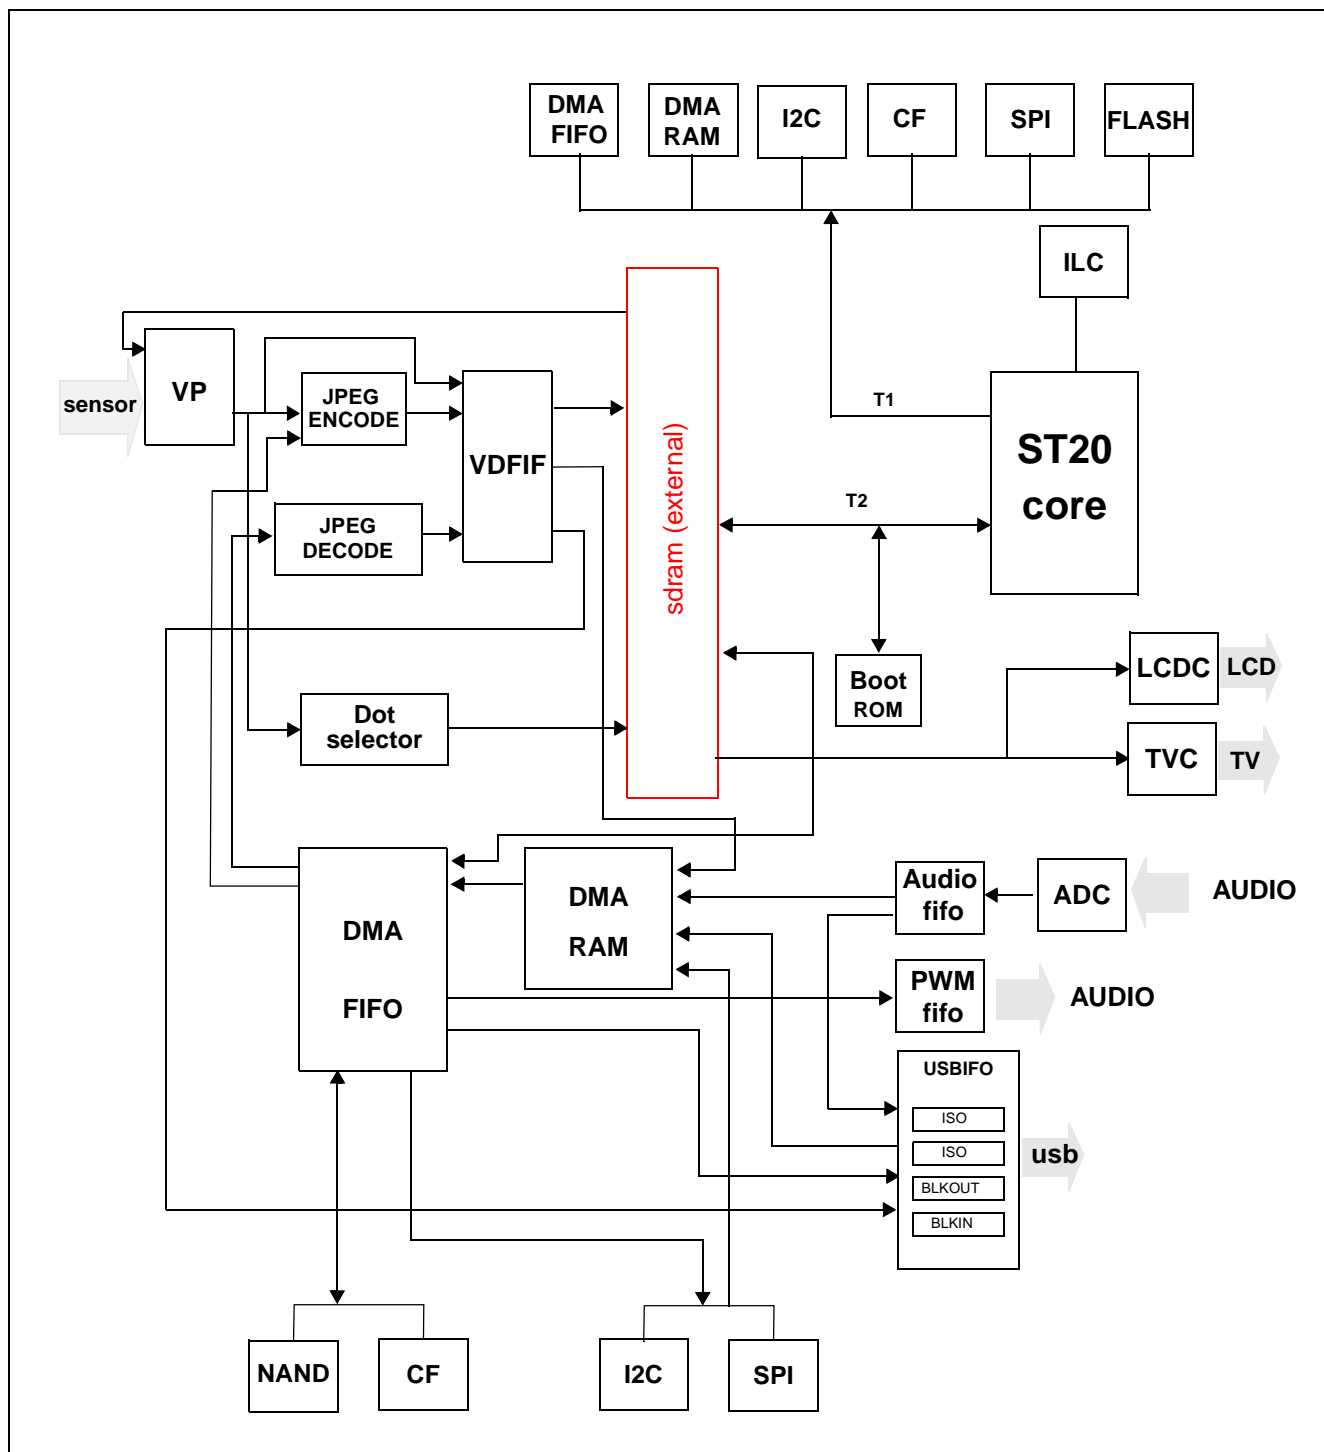 DMA
FIFO
DMA
RAM
I2C
CF
SPI
FLASH
ILC
VP
sensor
JPEG
ENCODE
VDFIF
JPEG
DECODE
sdram (external)
T1
T2
ST20
core
Boot
ROM
LCDC
LCD
TVC
TV
Dot
selector
DMA
FIFO
DMA
RAM
Audio
fifo
ADC
AUDIO
PWM
fifo
AUDIO
USBIFO
ISO
ISO
BLKOUT
BLKIN
usb
NAND
CF
I2C
SPI